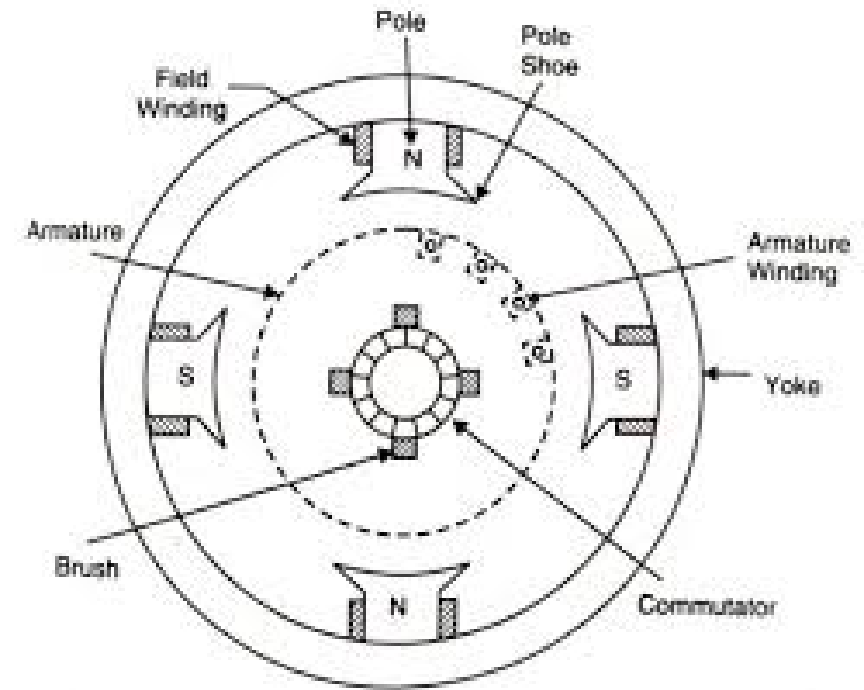 Pole
Pole
Shoe
Field
Winding
N
Armature
Armature
Winding
S
S
Yoke
Brush
N
Commutator